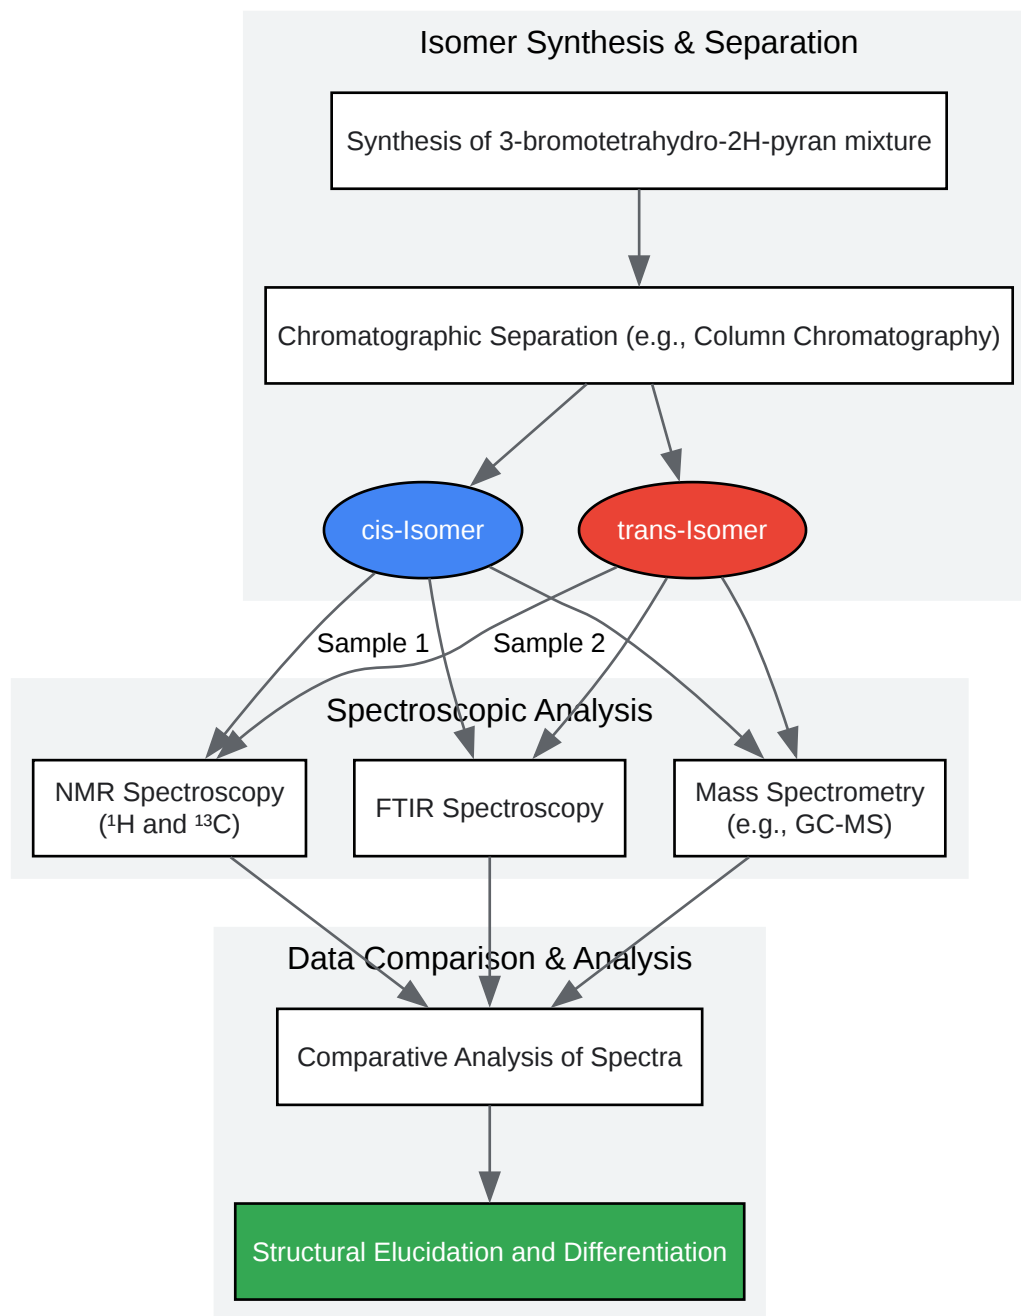 Isomer Synthesis & Separation
Synthesis of 3-bromotetrahydro-2H-pyran mixture
Chromatographic Separation (e.g., Column Chromatography)
cis-Isomer
trans-Isomer
Sample 1
Sample 2
Spectroscopic Analysis
NMR Spectroscopy
(¹H and ¹³C)
FTIR Spectroscopy
Mass Spectrometry
(e.g., GC-MS)
Data Comparison & Analysis
Comparative Analysis of Spectra
Structural Elucidation and Differentiation